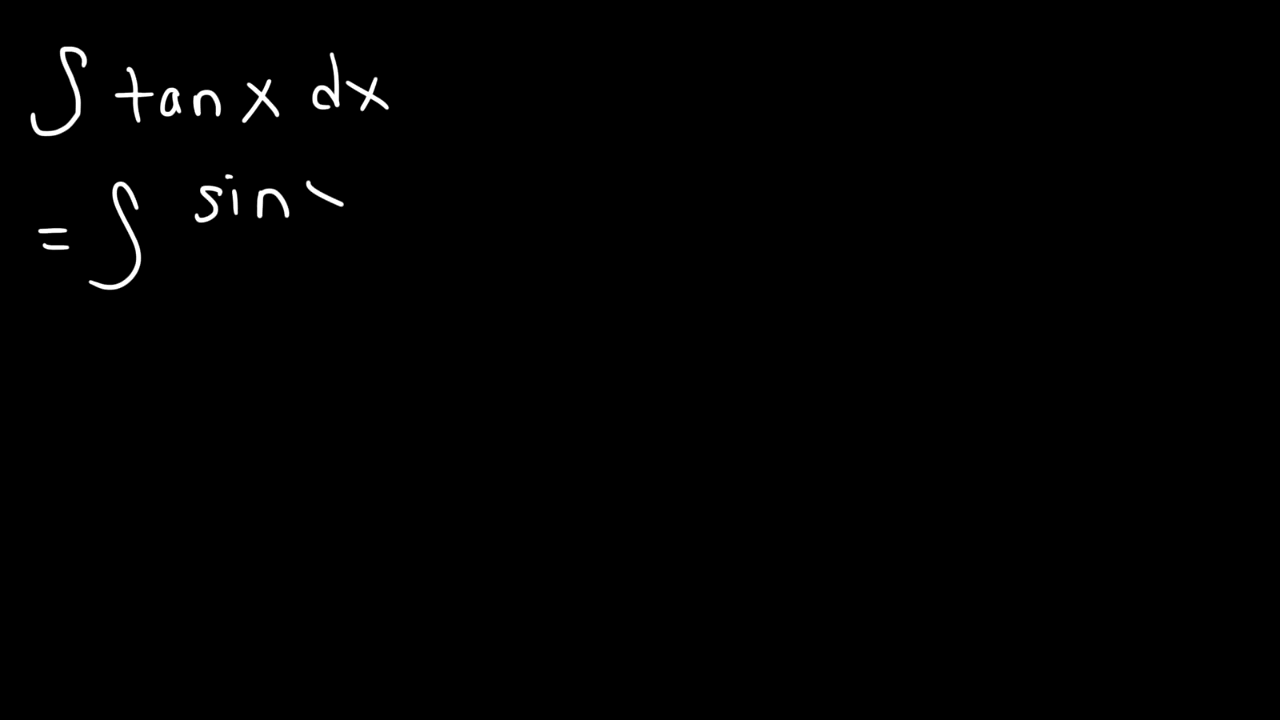 ∫ tan x dx
= ∫ sin